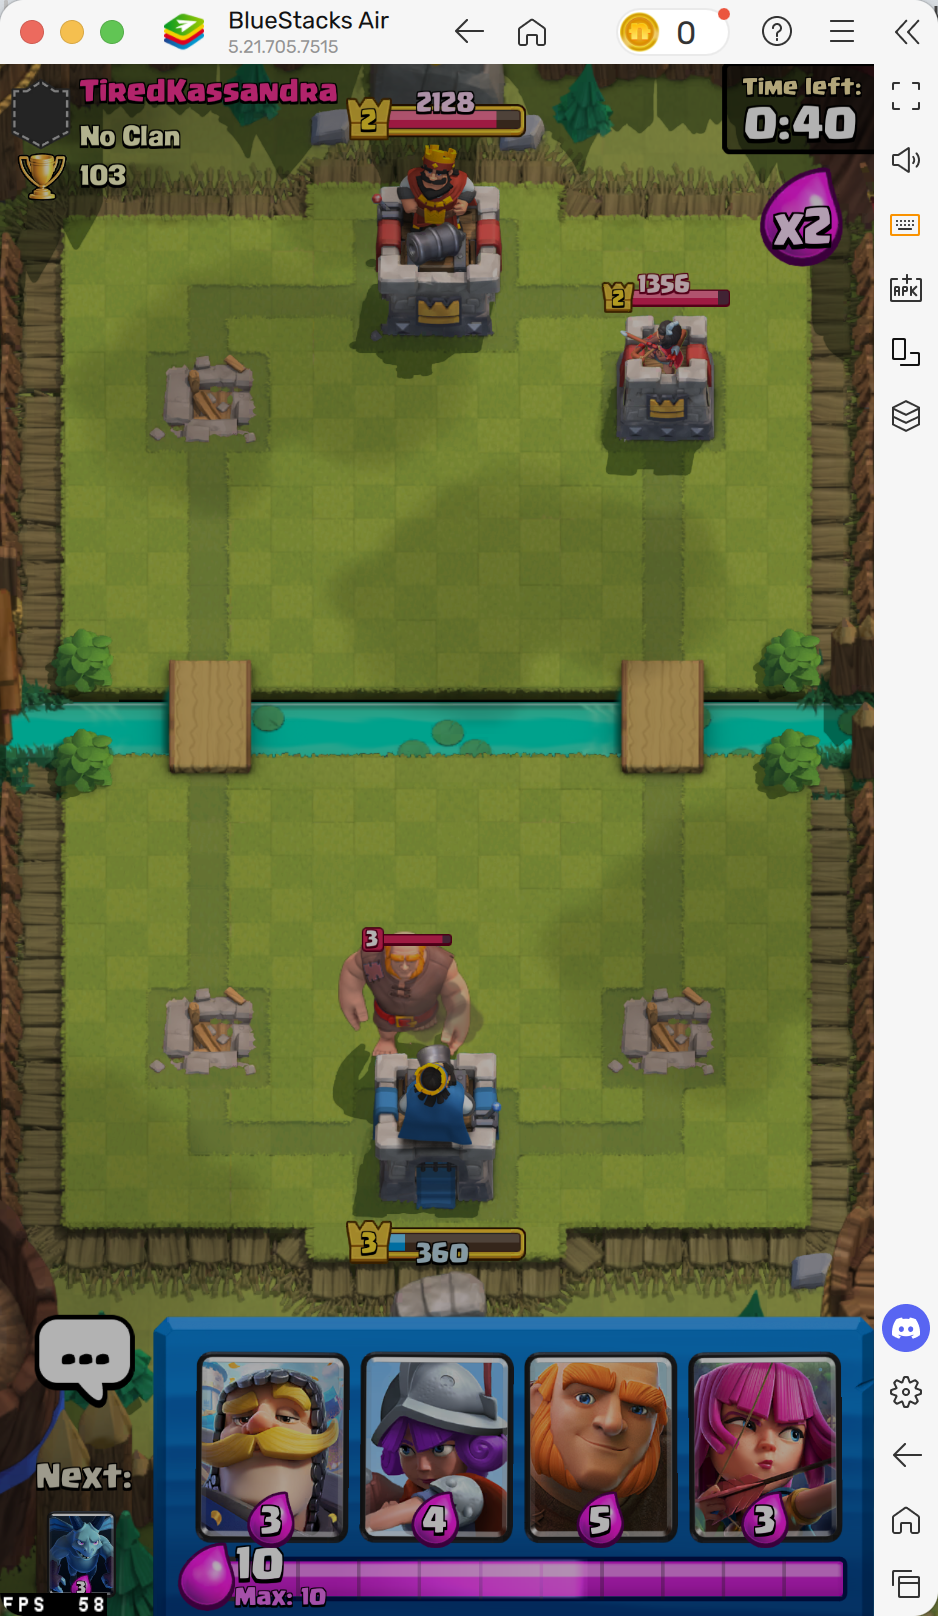 BlueStacks Air
5.21.705.7515
0
TiredKassandra
No Clan
103
2
2128
Time left:
0:40
x2
2
1356
APK
3
3
360
...
Next:
3
3
4
5
3
10
Max: 10
FPS 58